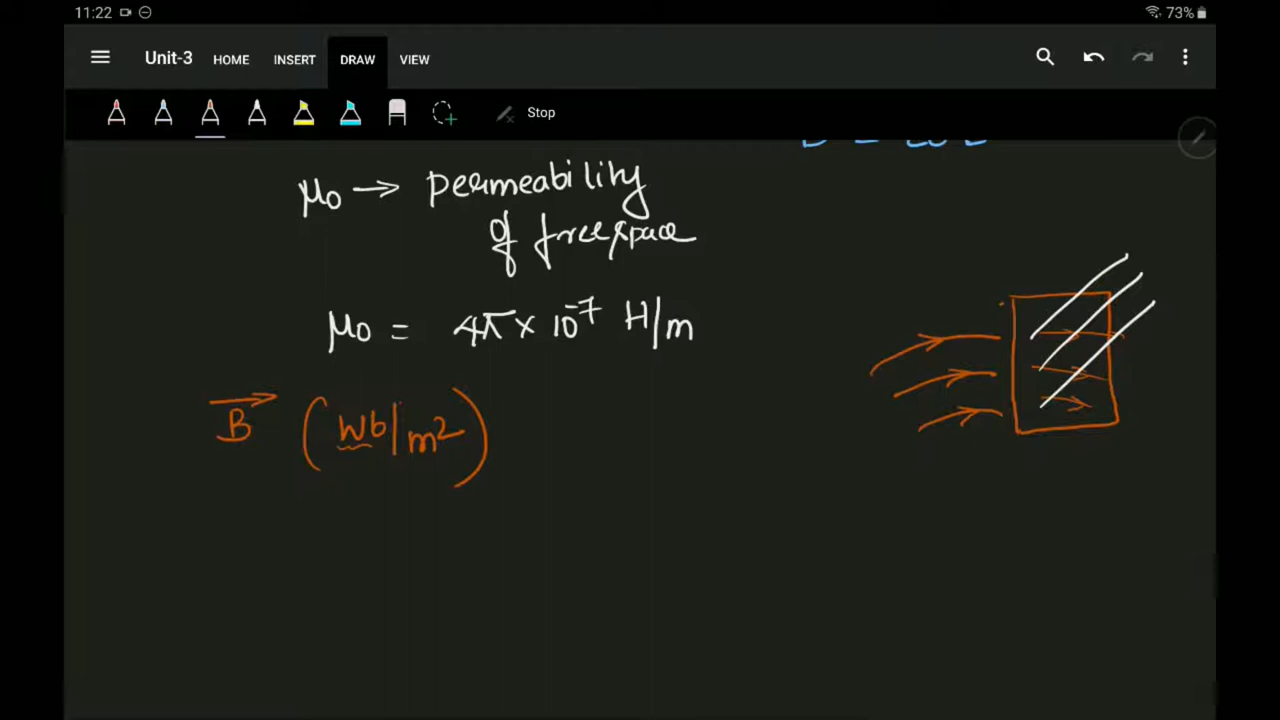 11:22
73%
Unit-3 HOME INSERT DRAW VIEW
Stop
μ0 → permeability
of freespace
μ0 = 4π × 10⁻⁷ H/m
B⃗ (Wb/m²)